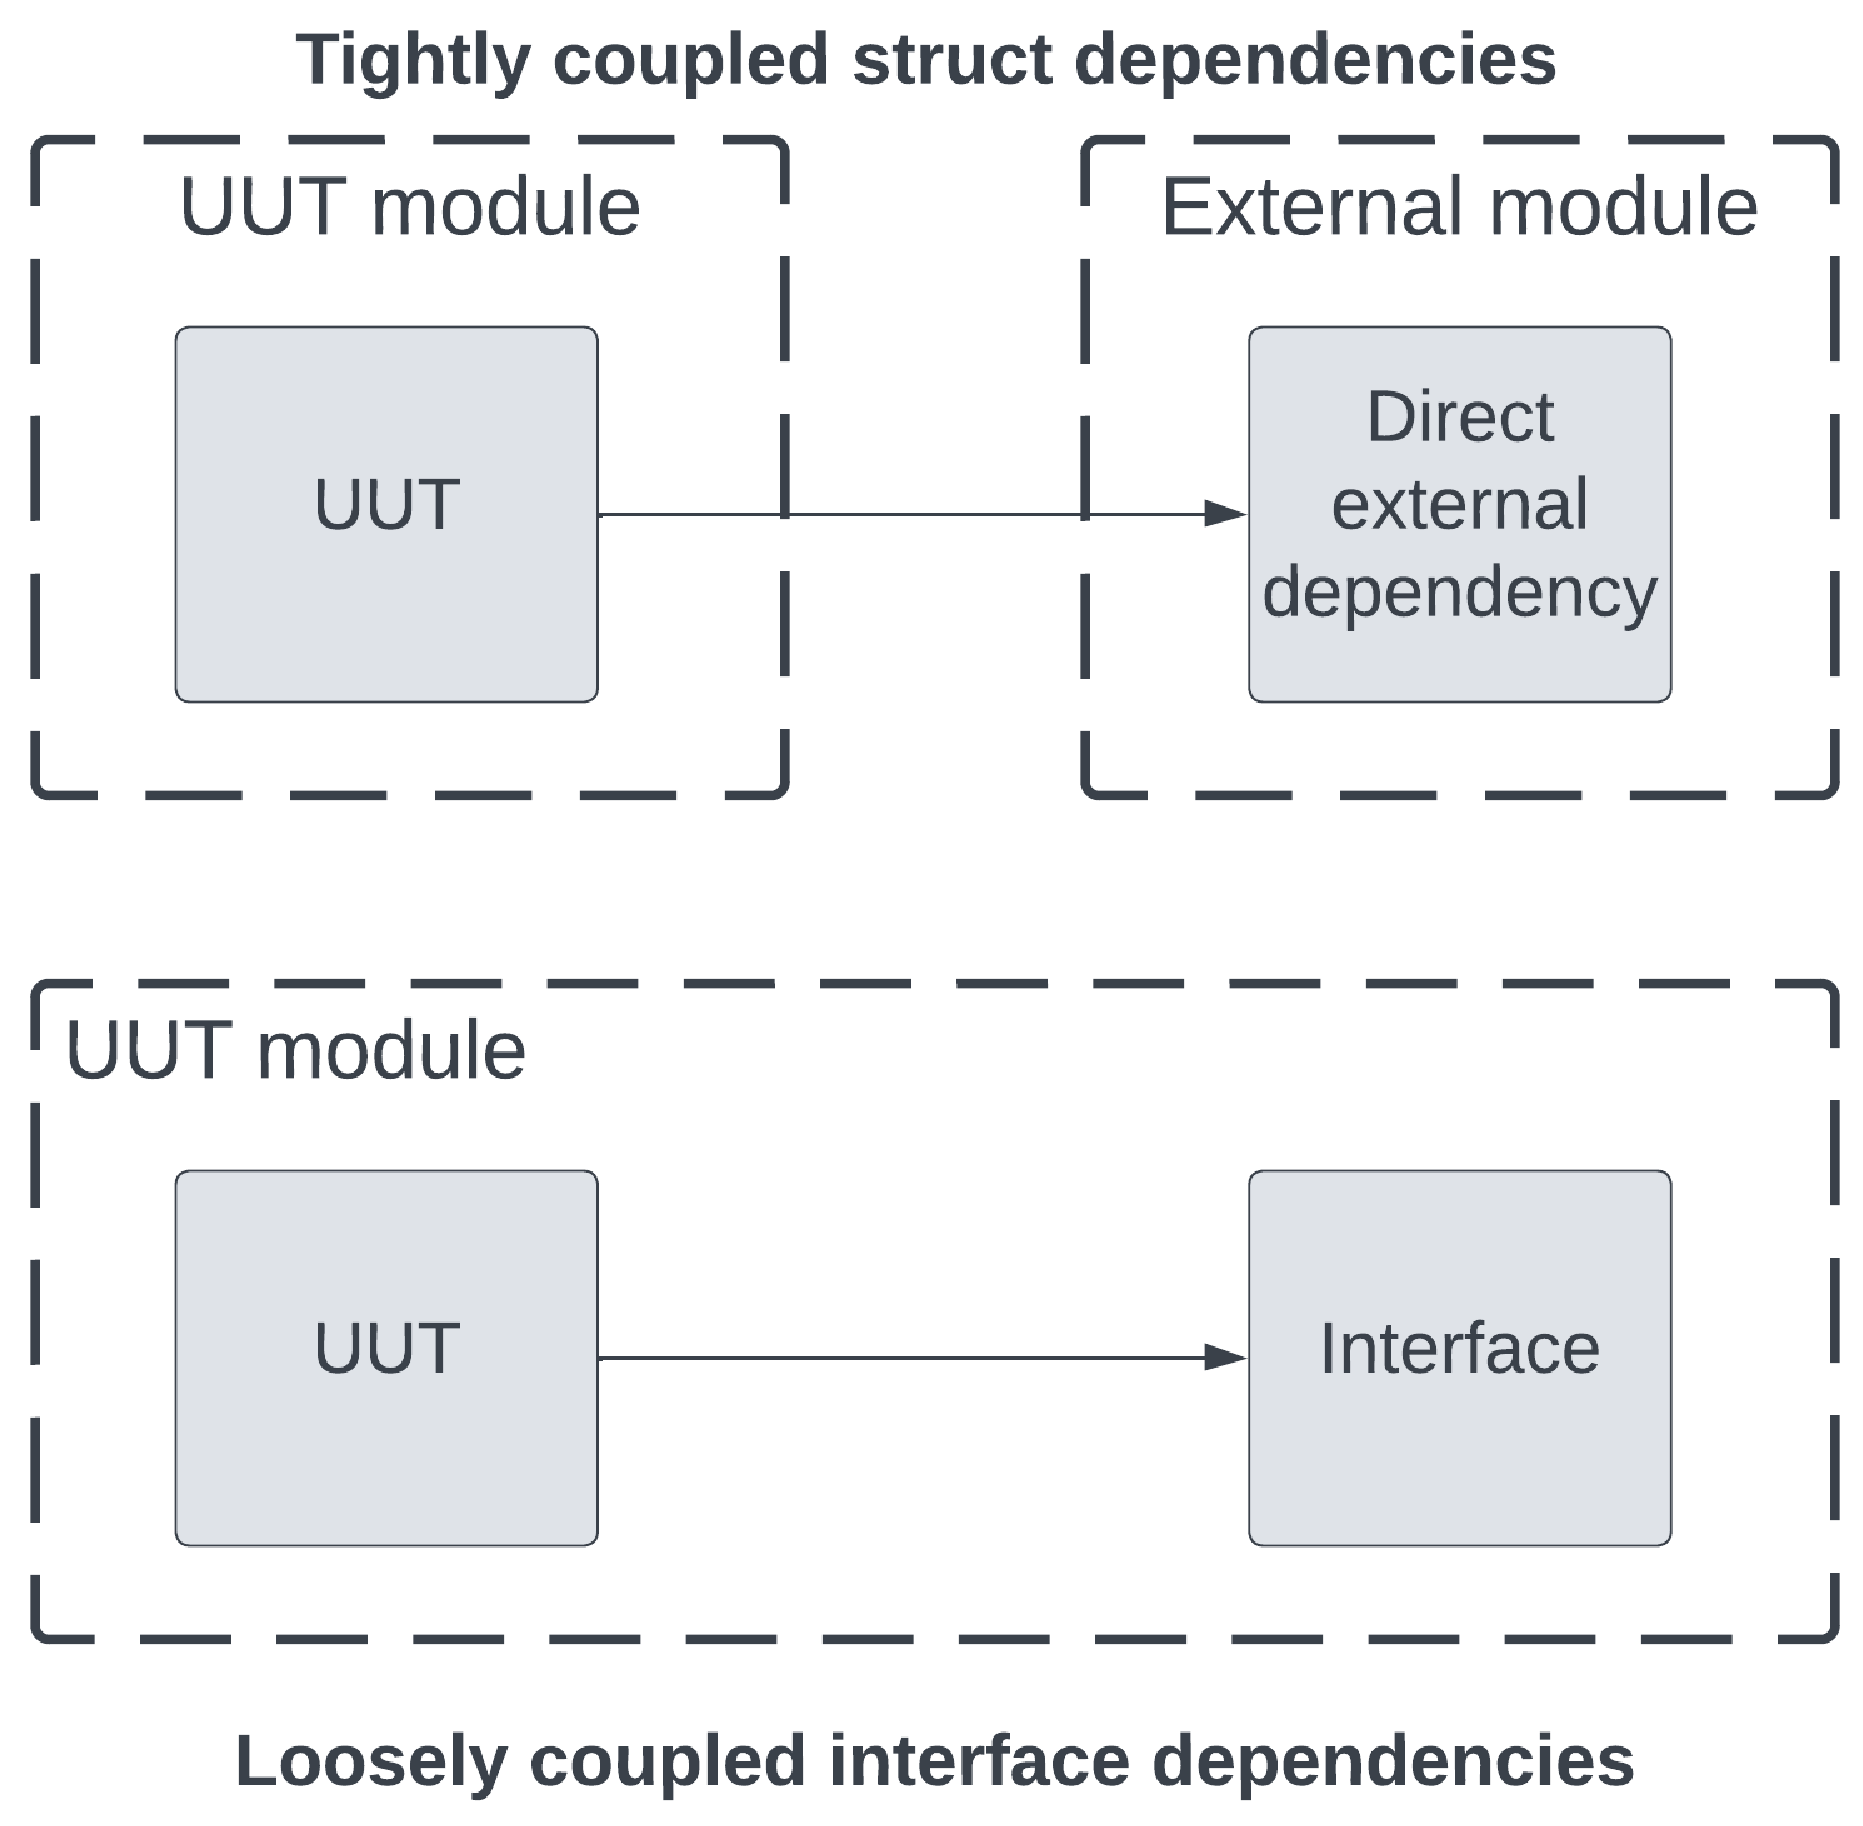 Tightly coupled struct dependencies
UUT module
External module
UUT
Direct
external
dependency
UUT module
UUT
Interface
Loosely coupled interface dependencies